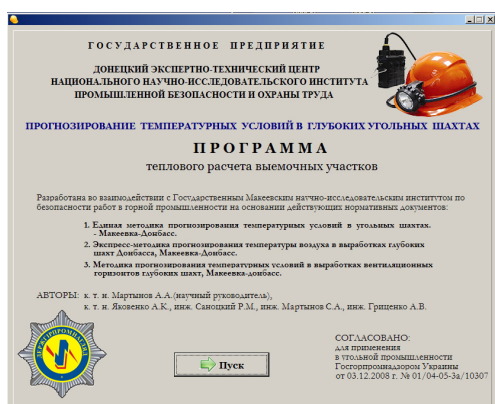 ГОСУДАРСТВЕННОЕ ПРЕДПРИЯТИЕ
ДОНЕЦКИЙ ЭКСПЕРТНО-ТЕХНИЧЕСКИЙ ЦЕНТР
НАЦИОНАЛЬНОГО НАУЧНО-ИССЛЕДОВАТЕЛЬСКОГО ИНСТИТУТА
ПРОМЫШЛЕННОЙ БЕЗОПАСНОСТИ И ОХРАНЫ ТРУДА
ПРОГНОЗИРОВАНИЕ ТЕМПЕРАТУРНЫХ УСЛОВИЙ В ГЛУБОКИХ УГОЛЬНЫХ ШАХТАХ
ПРОГРАММА
теплового расчета выемочных участков
Разработана во взаимодействии с Государственным Макеевским научно-исследовательским институтом по
безопасности работ в горной промышленности на основании действующих нормативных документов:
1. Единая методика прогнозирования температурных условий в угольных шахтах.
- Макеевка-Донбасс.
2. Экспресс-методика прогнозирования температуры воздуха в выработках глубоких
шахт Донбасса, Макеевка-Донбасс.
3. Методика прогнозирования температурных условий в выработках вентиляционных
горизонтов глубоких шахт, Макеевка-донбасс.
АВТОРЫ: к. т. н. Мартынов А.А.(научный руководитель),
к. т. н. Яковенко А.К., инж. Саноцкий Р.М., инж. Мартынов С.А., инж. Гриценко А.В.
ДЕРЖГІРПРОМНАГЛЯД
Пуск
СОГЛАСОВАНО:
для применения
в угольной промышленности
Госгорпромнадзором Украины
от 03.12.2008 г. № 01/04-05-3а/10307